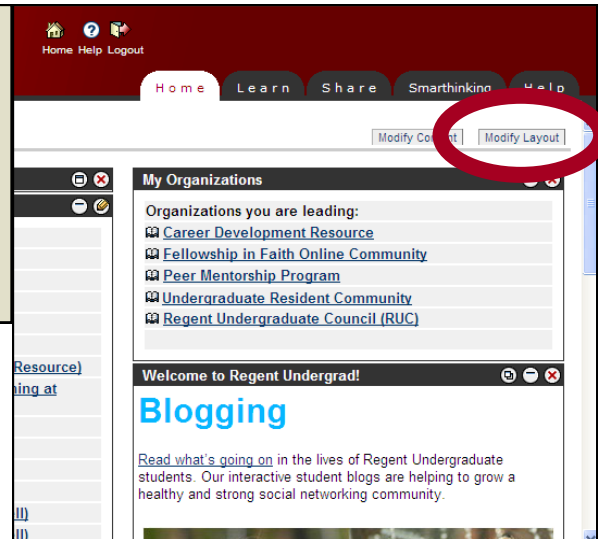 Home Help Logout
Home Learn Share Smarthinking Help
Modify Layout
My Organizations
Organizations you are leading:
Career Development Resource
Fellowship in Faith Online Community
Peer Mentorship Program
Undergraduate Resident Community
Regent Undergraduate Council (RUC)
Resource)
at
Welcome to Regent Undergrad!
Blogging
Read what's going on in the lives of Regent Undergraduate
students. Our interactive student blogs are helping to grow a
healthy and strong social networking community.